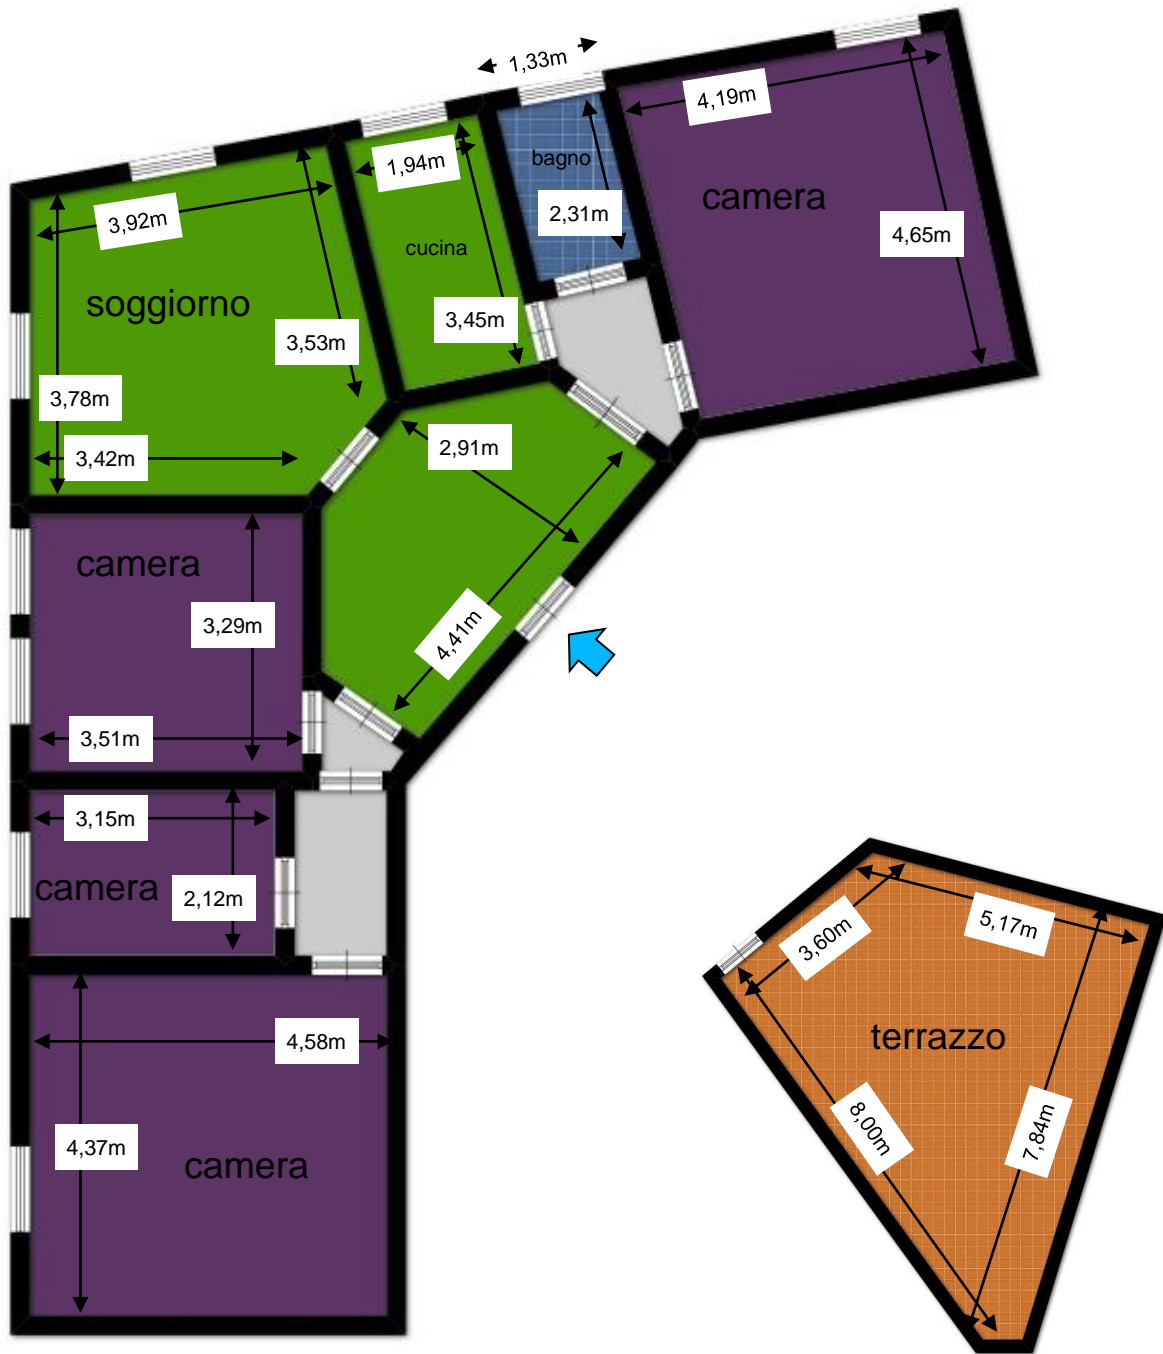 1,33m
4,19m
bagno
1,94m
camera
2,31m
3,92m
4,65m
cucina
soggiorno
3,45m
3,53m
3,78m
2,91m
3,42m
camera
3,29m
4,41m
3,51m
3,15m
camera
2,12m
5,17m
3,60m
terrazzo
4,58m
8,00m
7,84m
4,37m
camera